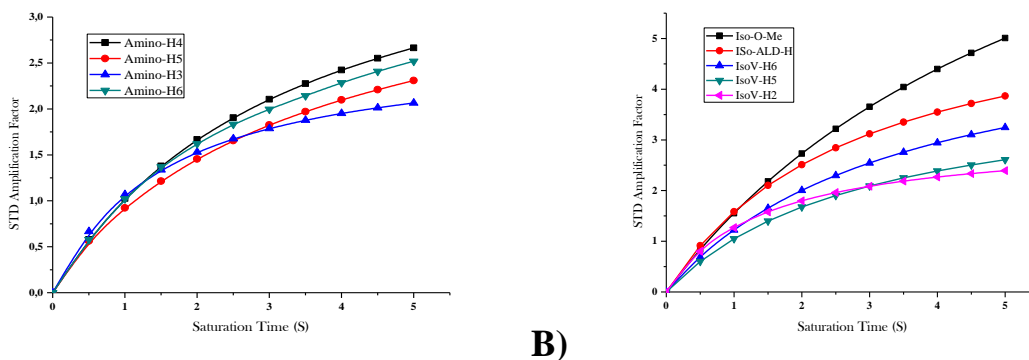 3,0
2,5
2,0
1,5
1,0
0,5
0,0
STD Amplification Factor
Amino-H4
Amino-H5
Amino-H3
Amino-H6
0 1 2 3 4 5
Saturation Time (S)
B)
5
4
3
2
1
0
STD Amplification Factor
Iso-O-Me
ISo-ALD-H
IsoV-H6
IsoV-H5
IsoV-H2
0 1 2 3 4 5
Saturation Time (S)